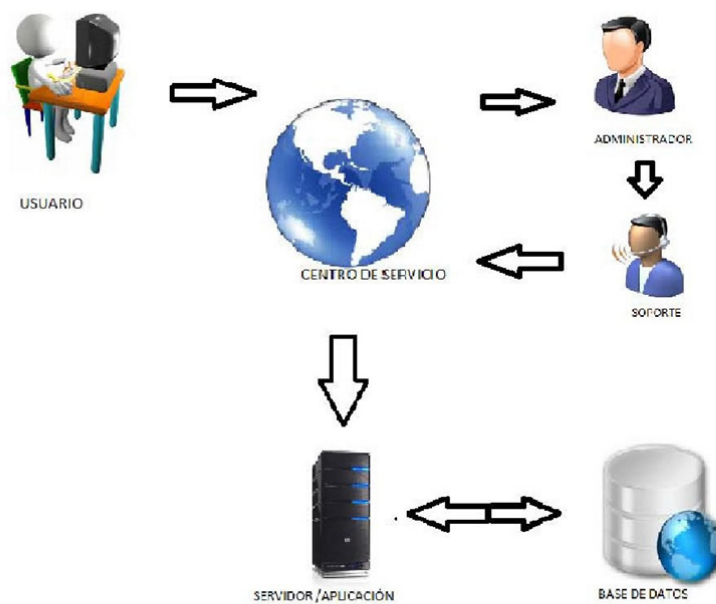 USUARIO
CENTRO DE SERVICIO
ADMINISTRADOR
SOPORTE
SERVIDOR/APLICACIÓN
BASE DE DATOS